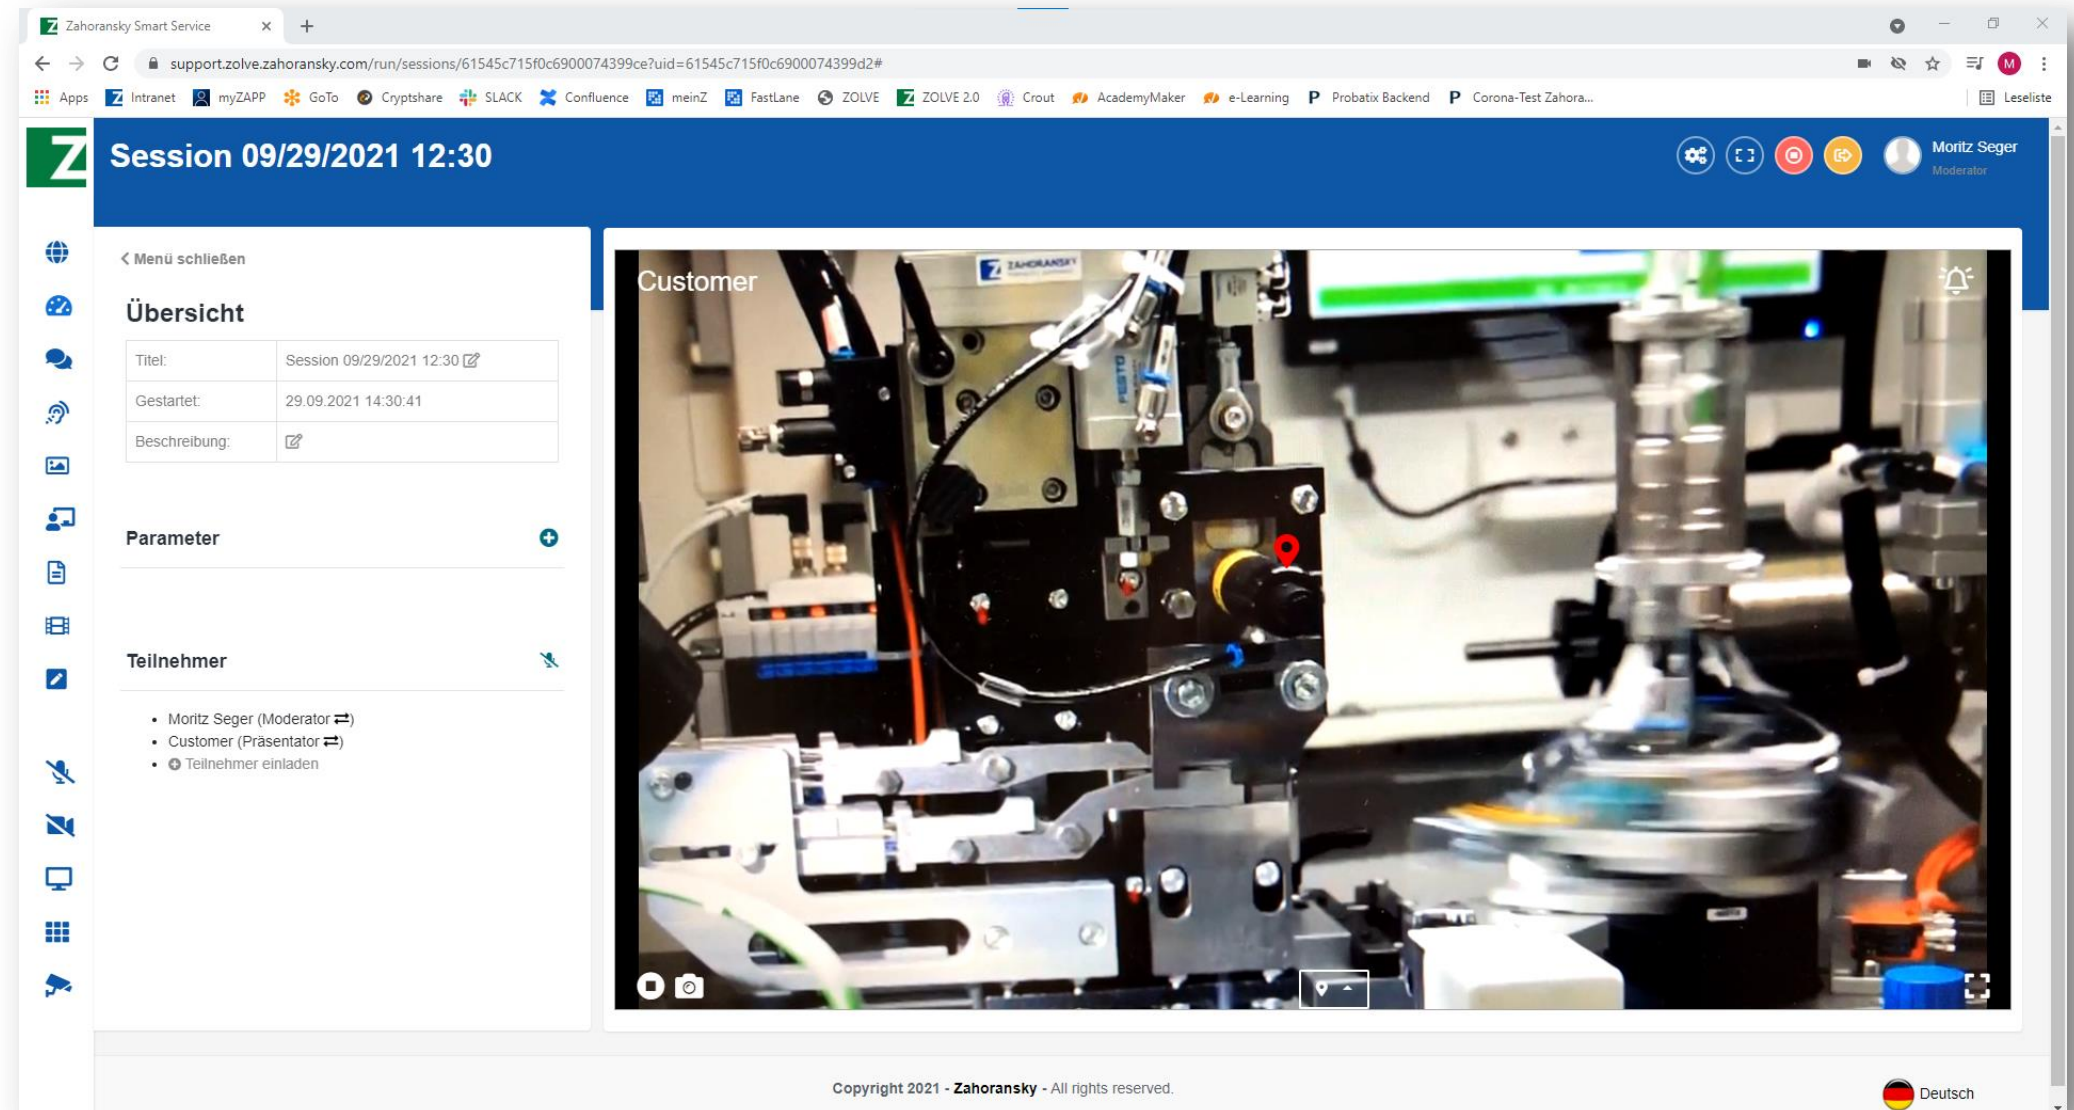 Zahoransky Smart Service
support.zolve.zahoransky.com/run/sessions/61545c715f0c6900074399ce?uid=61545c715f0c6900074399d2#
M
Apps Intranet myZAPP GoTo Cryptshare SLACK Confluence meinZ FastLane ZOLVE ZOLVE 2.0 Crout AcademyMaker e-Learning Probatix Backend Corona-Test Zahora... Leseliste
Z
Session 09/29/2021 12:30
Moritz Seger
Moderator
Menü schließen
Übersicht
Titel: Session 09/29/2021 12:30
Gestartet: 29.09.2021 14:30:41
Beschreibung:
Parameter
Teilnehmer
Moritz Seger (Moderator)
Customer (Präsentator)
Teilnehmer einladen
Customer
Z ZAHORANSKY
FESTO
Copyright 2021 - Zahoransky - All rights reserved.
Deutsch